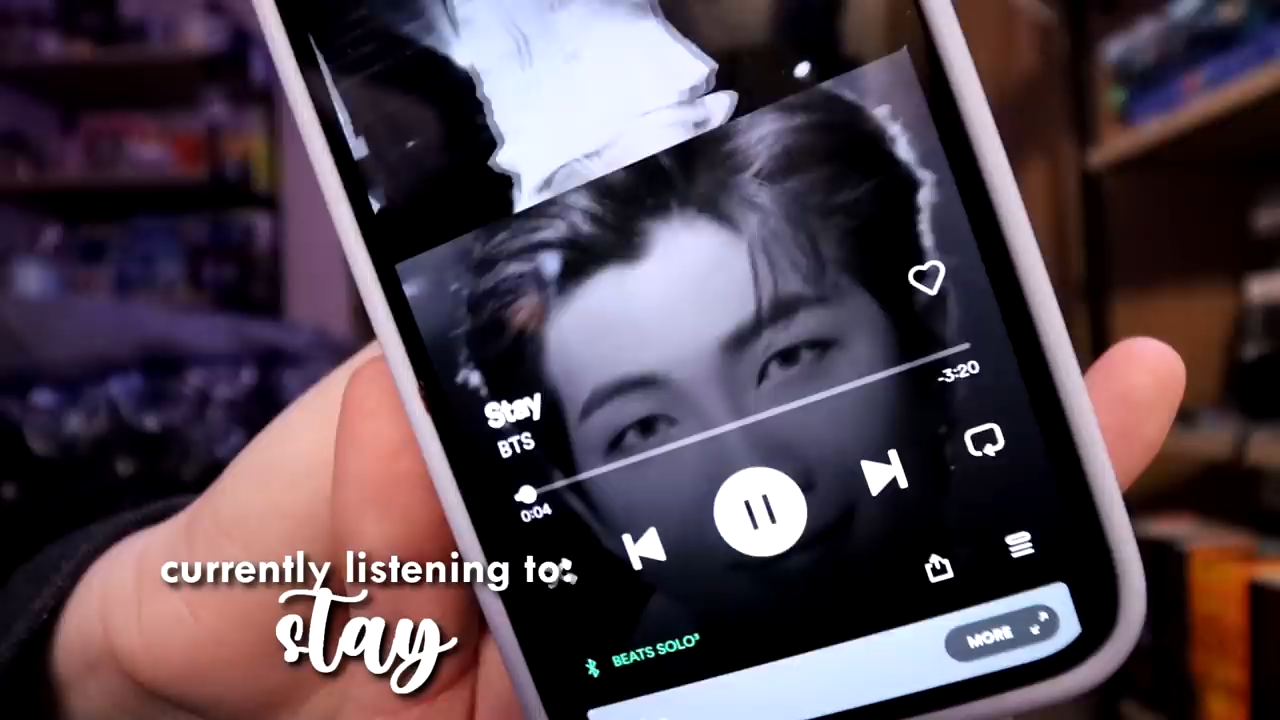 Stay
BTS
-3:20
0:04
currently listening to:
stay
BEATS SOLO³
MORE